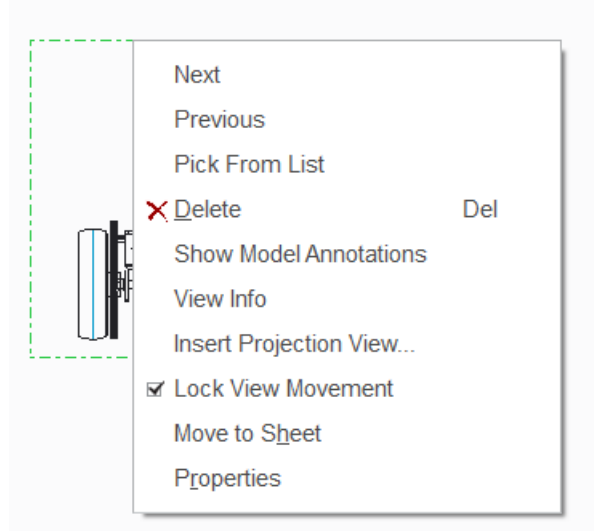 Next
Previous
Pick From List
Delete Del
Show Model Annotations
View Info
Insert Projection View...
Lock View Movement
Move to Sheet
Properties